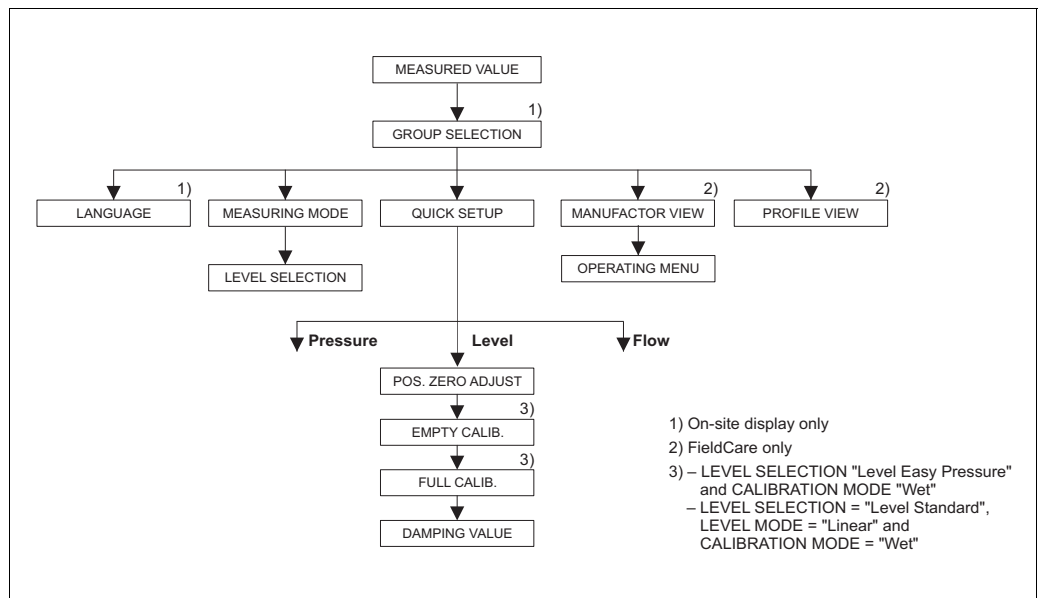 MEASURED VALUE
1)
GROUP SELECTION
1)
LANGUAGE
MEASURING MODE
QUICK SETUP
2)
MANUFACTOR VIEW
2)
PROFILE VIEW
LEVEL SELECTION
OPERATING MENU
Pressure
Level
Flow
POS. ZERO ADJUST
3)
EMPTY CALIB.
3)
FULL CALIB.
DAMPING VALUE
1) On-site display only
2) FieldCare only
3) – LEVEL SELECTION "Level Easy Pressure"
and CALIBRATION MODE "Wet"
– LEVEL SELECTION = "Level Standard",
LEVEL MODE = "Linear" and
CALIBRATION MODE = "Wet"